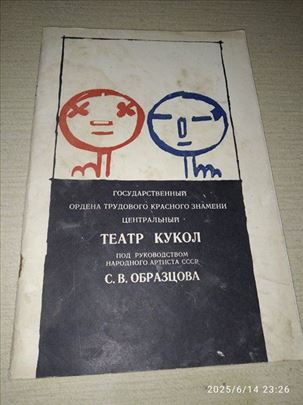 ГОСУДАРСТВЕННЫЙ
ОРДЕНА ТРУДОВОГО КРАСНОГО ЗНАМЕНИ
ЦЕНТРАЛЬНЫЙ
ТЕАТР КУКОЛ
ПОД РУКОВОДСТВОМ
НАРОДНОГО АРТИСТА СССР
С. В. ОБРАЗЦОВА
2025/6/14 23:26